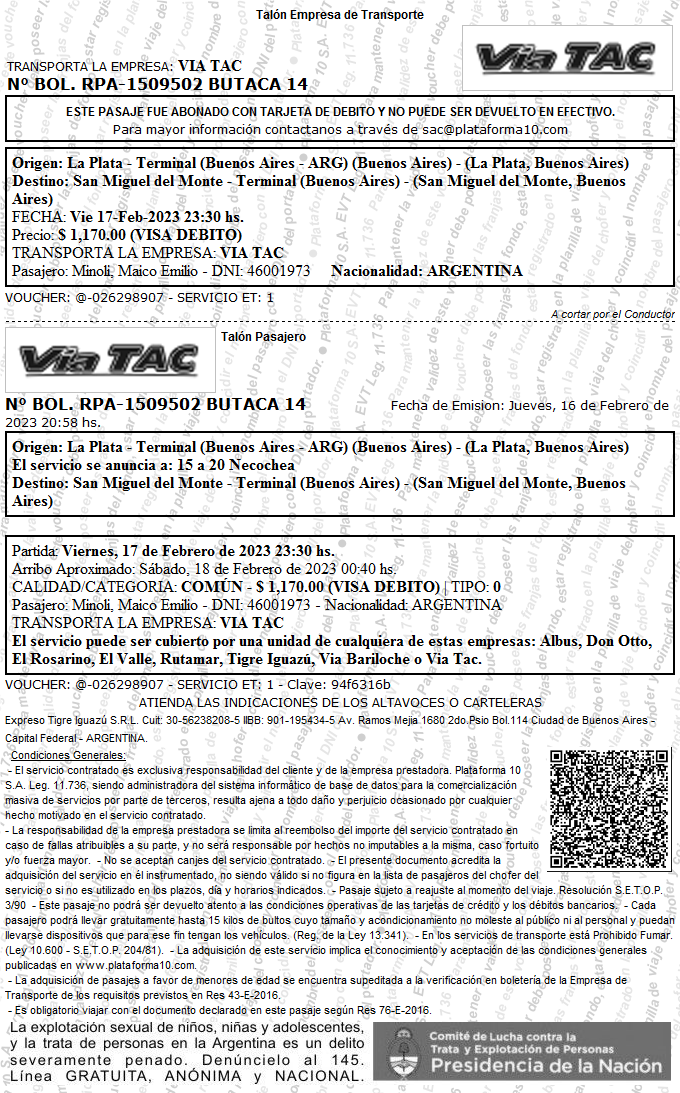 Talón Empresa de Transporte
Via TAC
TRANSPORTA LA EMPRESA: VIA TAC
Nº BOL. RPA-1509502 BUTACA 14
ESTE PASAJE FUE ABONADO CON TARJETA DE DEBITO Y NO PUEDE SER DEVUELTO EN EFECTIVO.
Para mayor información contactanos a través de sac@plataforma10.com
Origen: La Plata - Terminal (Buenos Aires - ARG) (Buenos Aires) - (La Plata, Buenos Aires)
Destino: San Miguel del Monte - Terminal (Buenos Aires) - (San Miguel del Monte, Buenos
Aires)
FECHA: Vie 17-Feb-2023 23:30 hs.
Precio: $ 1,170.00 (VISA DEBITO)
TRANSPORTA LA EMPRESA: VIA TAC
Pasajero: Minoli, Maico Emilio - DNI: 46001973 Nacionalidad: ARGENTINA
VOUCHER: @-026298907 - SERVICIO ET: 1
A cortar por el Conductor
Via TAC
Talón Pasajero
Nº BOL. RPA-1509502 BUTACA 14 Fecha de Emision: Jueves, 16 de Febrero de
2023 20:58 hs.
Origen: La Plata - Terminal (Buenos Aires - ARG) (Buenos Aires) - (La Plata, Buenos Aires)
El servicio se anuncia a: 15 a 20 Necochea
Destino: San Miguel del Monte - Terminal (Buenos Aires) - (San Miguel del Monte, Buenos
Aires)
Partida: Viernes, 17 de Febrero de 2023 23:30 hs.
Arribo Aproximado: Sábado, 18 de Febrero de 2023 00:40 hs.
CALIDAD/CATEGORIA: COMÚN - $ 1,170.00 (VISA DEBITO) | TIPO: 0
Pasajero: Minoli, Maico Emilio - DNI: 46001973 - Nacionalidad: ARGENTINA
TRANSPORTA LA EMPRESA: VIA TAC
El servicio puede ser cubierto por una unidad de cualquiera de estas empresas: Albus, Don Otto,
El Rosarino, El Valle, Rutamar, Tigre Iguazú, Via Bariloche o Via Tac.
VOUCHER: @-026298907 - SERVICIO ET: 1 - Clave: 94f6316b
ATIENDA LAS INDICACIONES DE LOS ALTAVOCES O CARTELERAS
Expreso Tigre Iguazú S.R.L. Cuit: 30-56238208-5 IIBB: 901-195434-5 Av. Ramos Mejia 1680 2do.Psio Bol.114 Ciudad de Buenos Aires -
Capital Federal - ARGENTINA.
Condiciones Generales:
- El servicio contratado es exclusiva responsabilidad del cliente y de la empresa prestadora. Plataforma 10
S.A. Leg. 11.736, siendo administradora del sistema informático de base de datos para la comercialización
masiva de servicios por parte de terceros, resulta ajena a todo daño y perjuicio ocasionado por cualquier
hecho motivado en el servicio contratado.
- La responsabilidad de la empresa prestadora se limita al reembolso del importe del servicio contratado en
caso de fallas atribuibles a su parte, y no será responsable por hechos no imputables a la misma, caso fortuito
y/o fuerza mayor. - No se aceptan canjes del servicio contratado. - El presente documento acredita la
adquisición del servicio en él instrumentado, no siendo válido si no figura en la lista de pasajeros del chofer del
servicio o si no es utilizado en los plazos, día y horarios indicados. - Pasaje sujeto a reajuste al momento del viaje. Resolución S.E.T.O.P.
3/90 - Este pasaje no podrá ser devuelto atento a las condiciones operativas de las tarjetas de crédito y los débitos bancarios. - Cada
pasajero podrá llevar gratuitamente hasta 15 kilos de bultos cuyo tamaño y acondicionamiento no moleste al público ni al personal y puedan
llevarse dispositivos que para ese fin tengan los vehículos. (Reg. de la Ley 13.341). - En los servicios de transporte está Prohibido Fumar.
(Ley 10.600 - S.E.T.O.P. 204/81). - La adquisición de este servicio implica el conocimiento y aceptación de las condiciones generales
publicadas en www.plataforma10.com.
- La adquisición de pasajes a favor de menores de edad se encuentra supeditada a la verificación en boletería de la Empresa de
Transporte de los requisitos previstos en Res 43-E-2016.
- Es obligatorio viajar con el documento declarado en este pasaje según Res 76-E-2016.
La explotación sexual de niños, niñas y adolescentes,
y la trata de personas en la Argentina es un delito
severamente penado. Denúncielo al 145.
Línea GRATUITA, ANÓNIMA y NACIONAL.
Comité de Lucha contra la
Trata y Explotación de Personas
Presidencia de la Nación